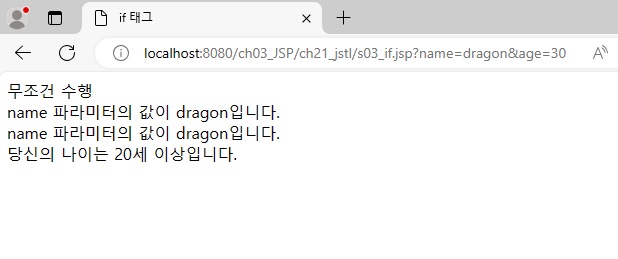 if 태그
localhost:8080/ch03_JSP/ch21_jstl/s03_if.jsp?name=dragon&age=30
무조건 수행
name 파라미터의 값이 dragon입니다.
name 파라미터의 값이 dragon입니다.
당신의 나이는 20세 이상입니다.